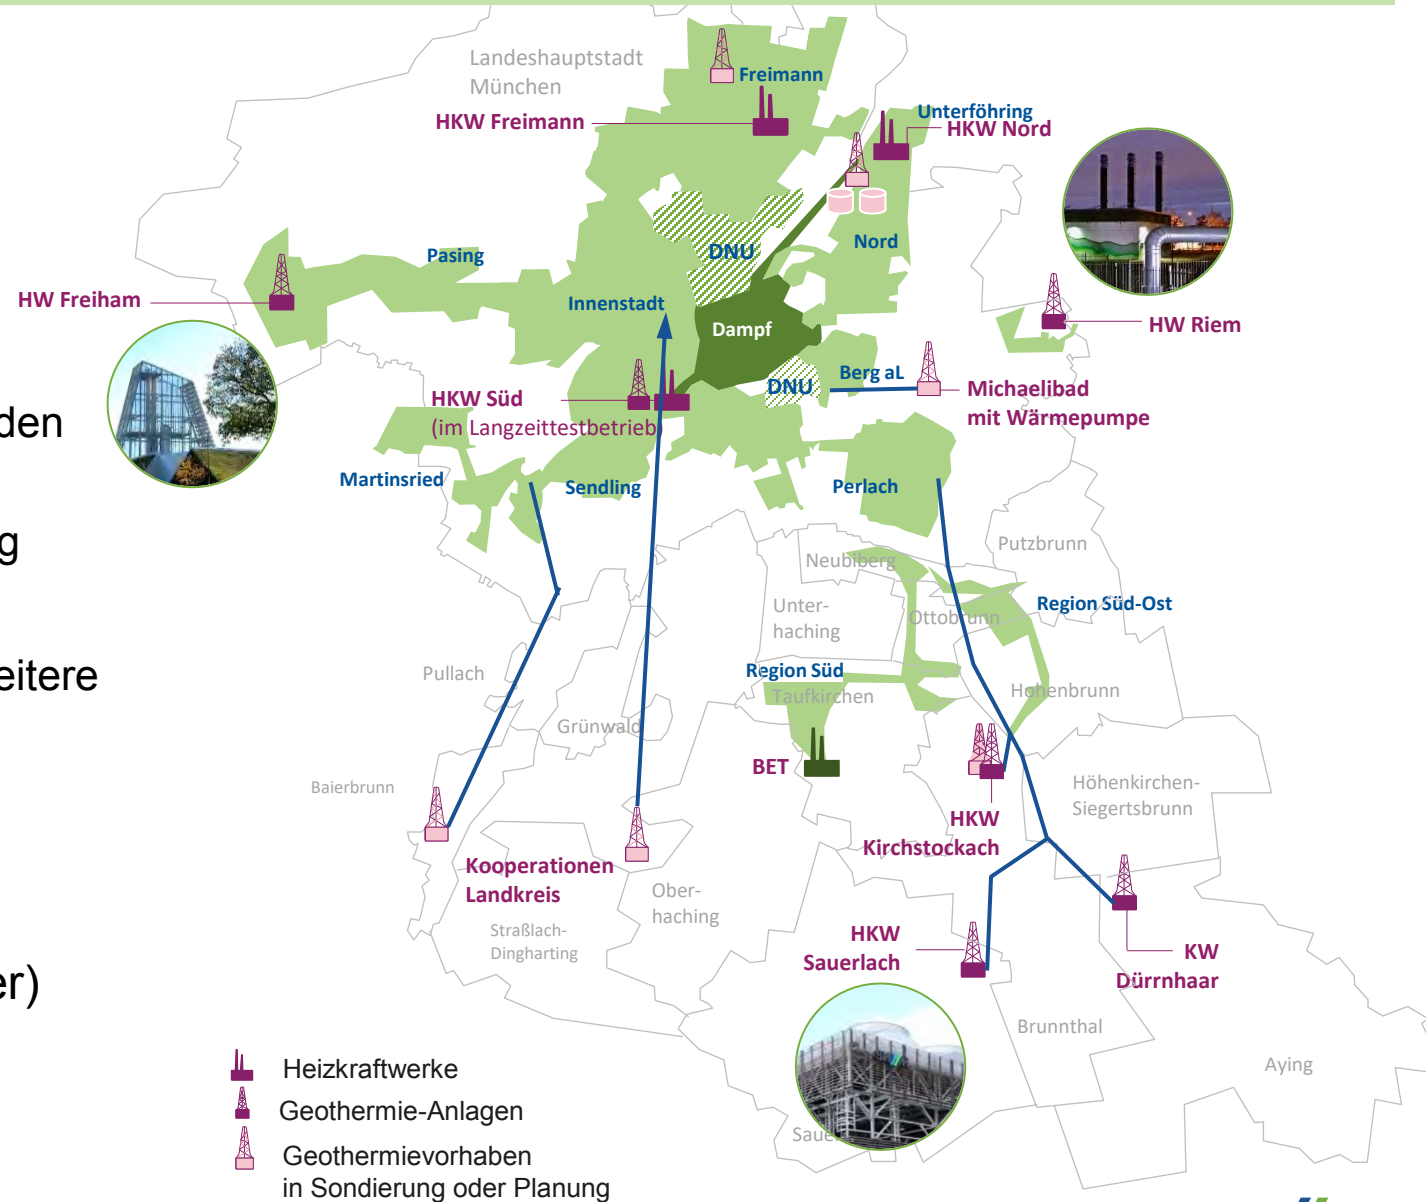 Landeshauptstadt
München
Freimann
HKW Freimann
Unterföhring
HKW Nord
Pasing
DNU
Nord
HW Freiham
Innenstadt
Dampf
HW Riem
DNU
Berg aL
Michaelibad
mit Wärmepumpe
HKW Süd
(im Langzeittestbetrieb)
den
Martinsried
Sendling
Perlach
g
Putzbrunn
Neubiberg
Unter-
haching
Ottobrunn
Region Süd-Ost
eitere
Pullach
Region Süd
Taufkirchen
Hohenbrunn
Grünwald
BET
Baierbrunn
Höhenkirchen-
Siegertsbrunn
HKW
Kirchstockach
Kooperationen
Landkreis
Ober-
haching
Straßlach-
Dingharting
HKW
Sauerlach
KW
Dürrnhaar
er)
Brunnthal
Aying
Heizkraftwerke
Geothermie-Anlagen
Saue
Geothermievorhaben
in Sondierung oder Planung